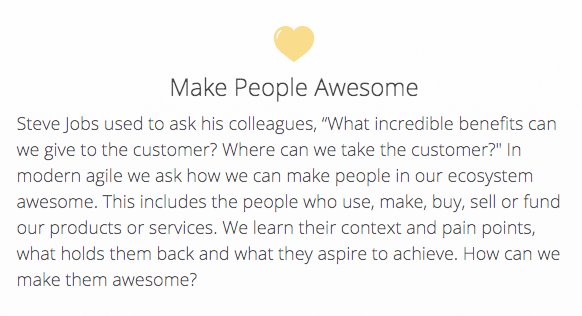 Make People Awesome
Steve Jobs used to ask his colleagues, “What incredible benefits can
we give to the customer? Where can we take the customer?" In
modern agile we ask how we can make people in our ecosystem
awesome. This includes the people who use, make, buy, sell or fund
our products or services. We learn their context and pain points,
what holds them back and what they aspire to achieve. How can we
make them awesome?